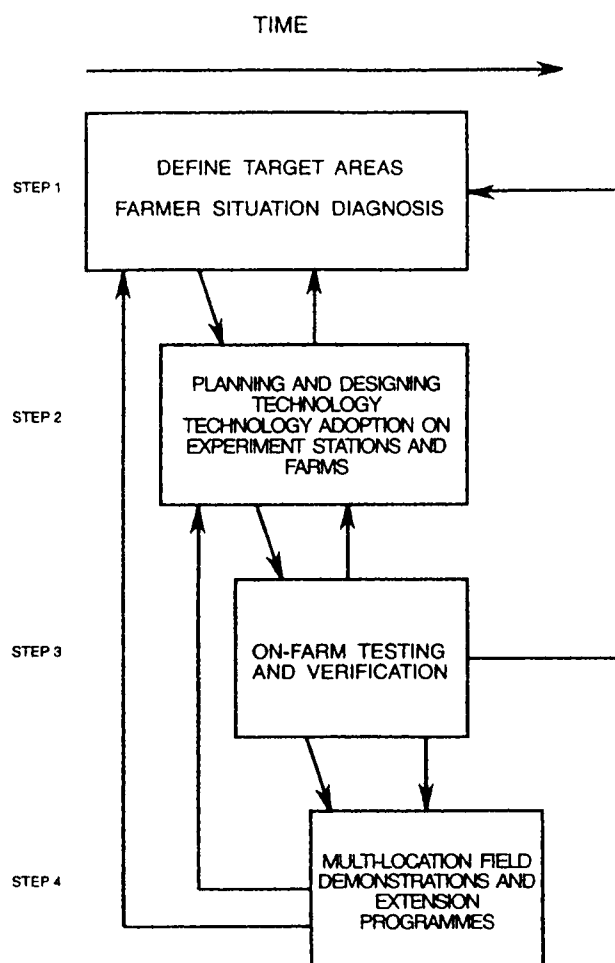 TIME
STEP 1
DEFINE TARGET AREAS
FARMER SITUATION DIAGNOSIS
STEP 2
PLANNING AND DESIGNING
TECHNOLOGY
TECHNOLOGY ADOPTION ON
EXPERIMENT STATIONS AND
FARMS
STEP 3
ON-FARM TESTING
AND VERIFICATION
STEP 4
MULTI-LOCATION FIELD
DEMONSTRATIONS AND
EXTENSION
PROGRAMMES